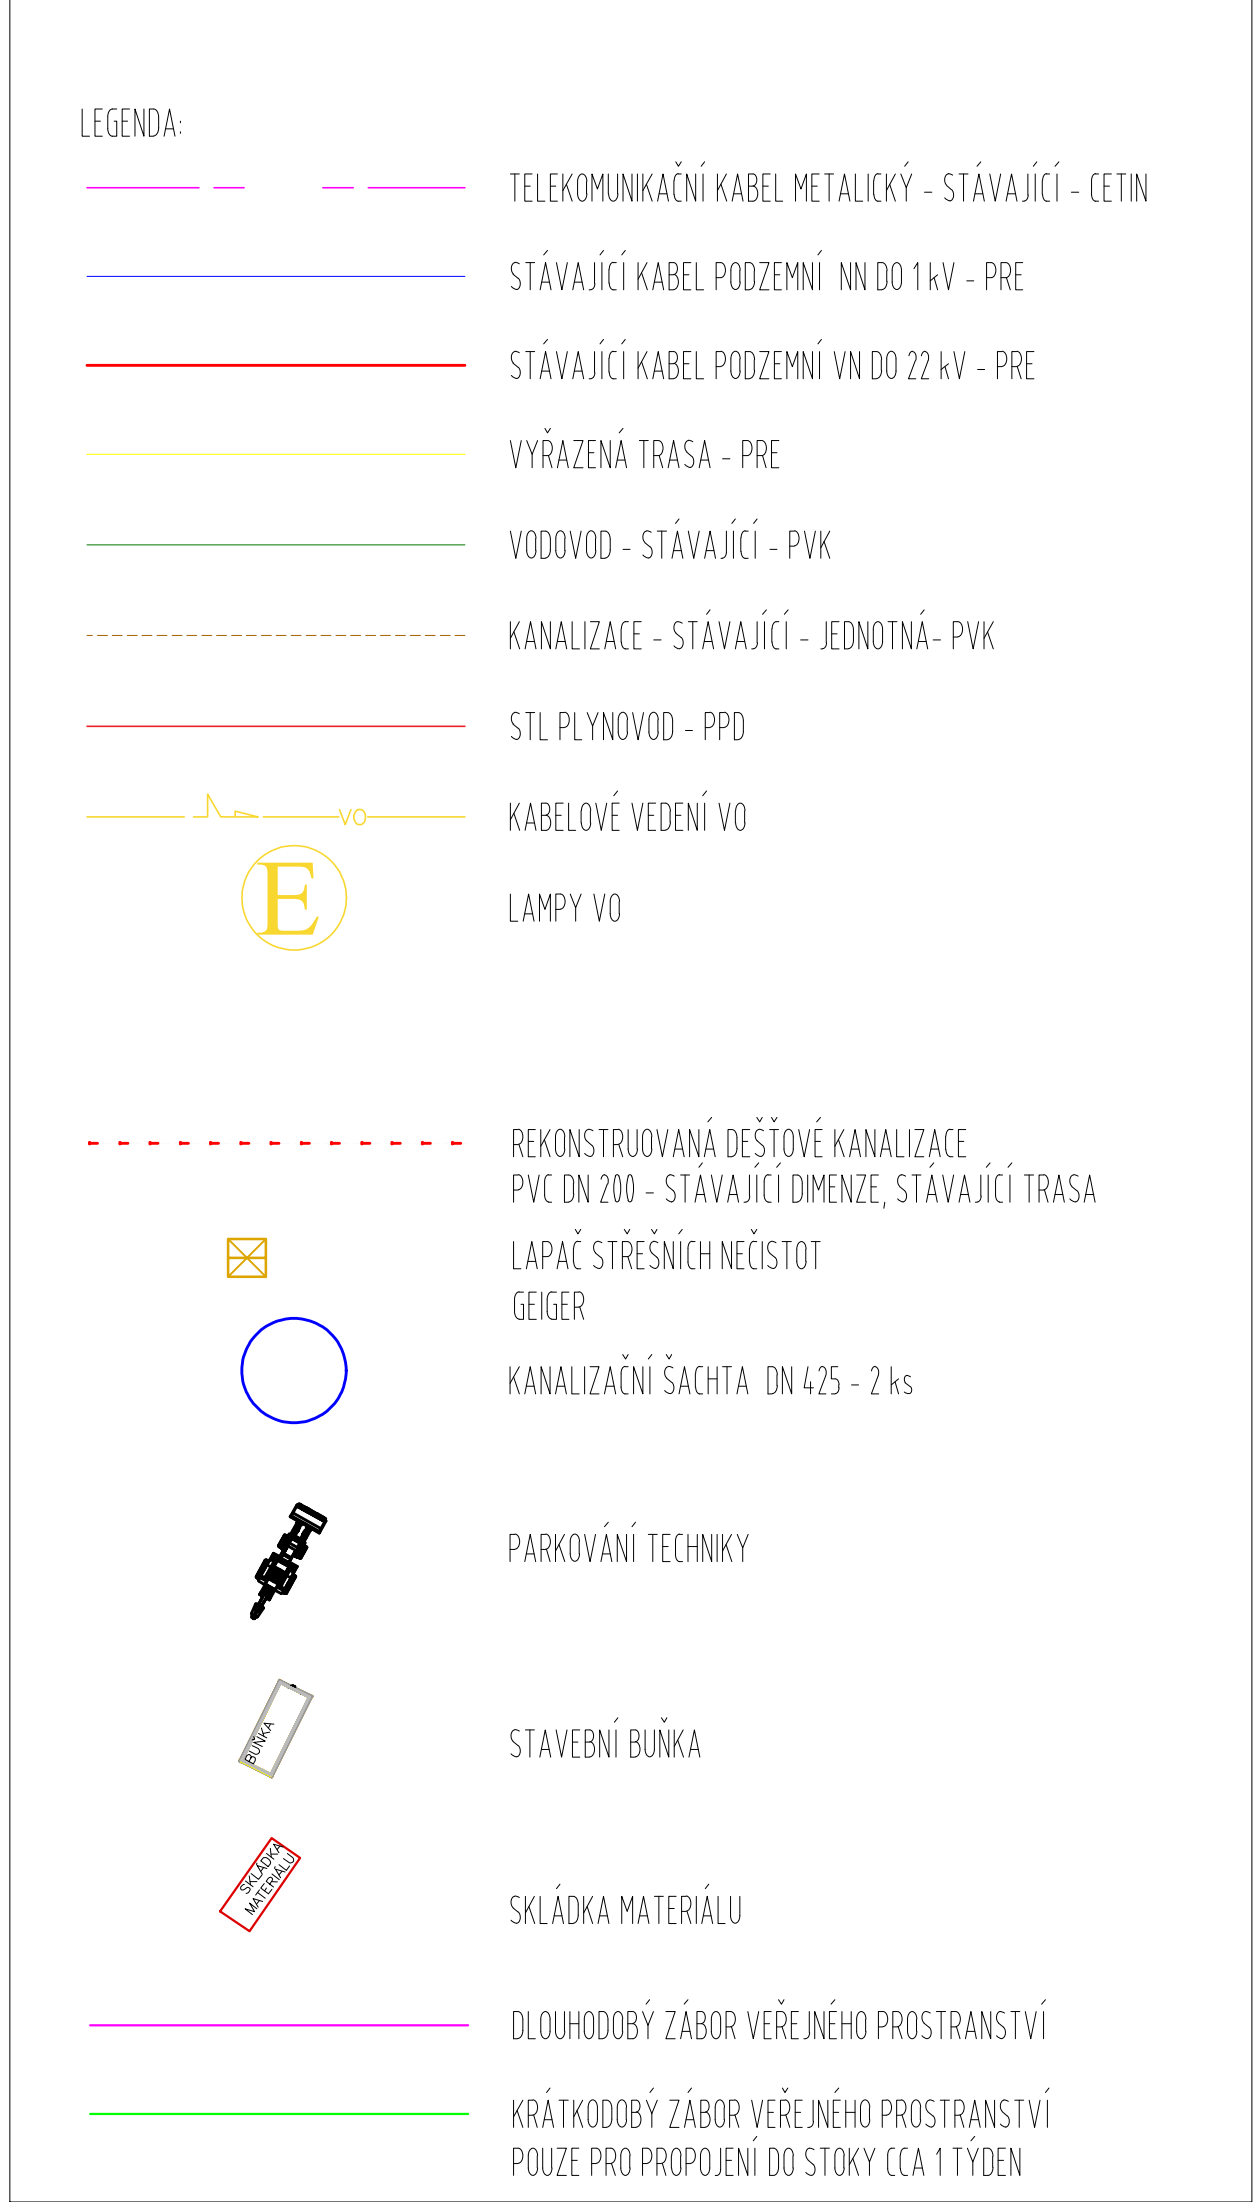 LEGENDA:
TELEKOMUNIKAČNÍ KABEL METALICKÝ - STÁVAJÍCÍ - CETIN
STÁVAJÍCÍ KABEL PODZEMNÍ NN DO 1 kV - PRE
STÁVAJÍCÍ KABEL PODZEMNÍ VN DO 22 kV - PRE
VYŘAZENÁ TRASA - PRE
VODOVOD - STÁVAJÍCÍ - PVK
KANALIZACE - STÁVAJÍCÍ - JEDNOTNÁ- PVK
STL PLYNOVOD - PPD
VO KABELOVÉ VEDENÍ VO
E LAMPY VO
REKONSTRUOVANÁ DEŠŤOVÉ KANALIZACE
PVC DN 200 - STÁVAJÍCÍ DIMENZE, STÁVAJÍCÍ TRASA
LAPAČ STŘEŠNÍCH NEČISTOT
GEIGER
KANALIZAČNÍ ŠACHTA DN 425 - 2 ks
PARKOVÁNÍ TECHNIKY
BUŇKA
STAVEBNÍ BUŇKA
SKLÁDKA
MATERIÁLU
SKLÁDKA MATERIÁLU
DLOUHODOBÝ ZÁBOR VEŘEJNÉHO PROSTRANSTVÍ
KRÁTKODOBÝ ZÁBOR VEŘEJNÉHO PROSTRANSTVÍ
POUZE PRO PROPOJENÍ DO STOKY CCA 1 TÝDEN